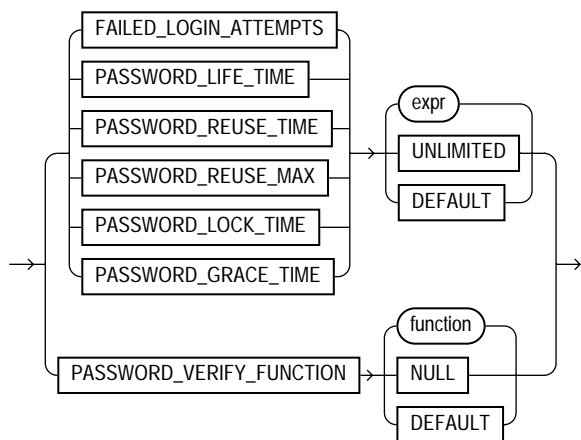 FAILED_LOGIN_ATTEMPTS
PASSWORD_LIFE_TIME
PASSWORD_REUSE_TIME
PASSWORD_REUSE_MAX
PASSWORD_LOCK_TIME
PASSWORD_GRACE_TIME
expr
UNLIMITED
DEFAULT
PASSWORD_VERIFY_FUNCTION
function
NULL
DEFAULT